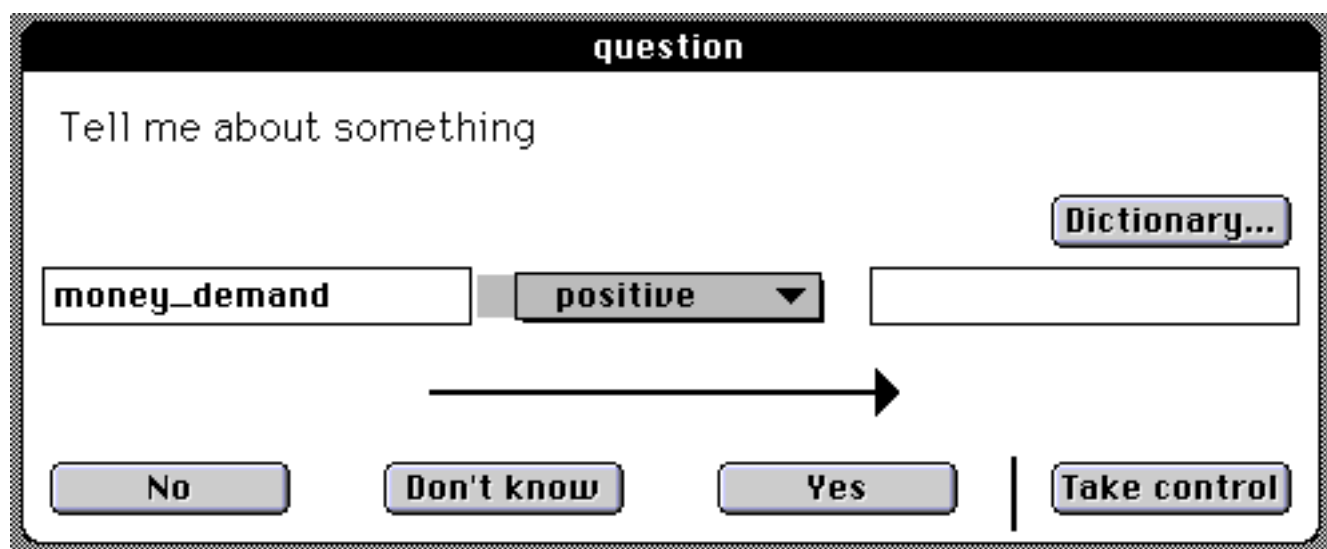 question
Tell me about something
Dictionary...
money_demand positive
No Don't know Yes Take control